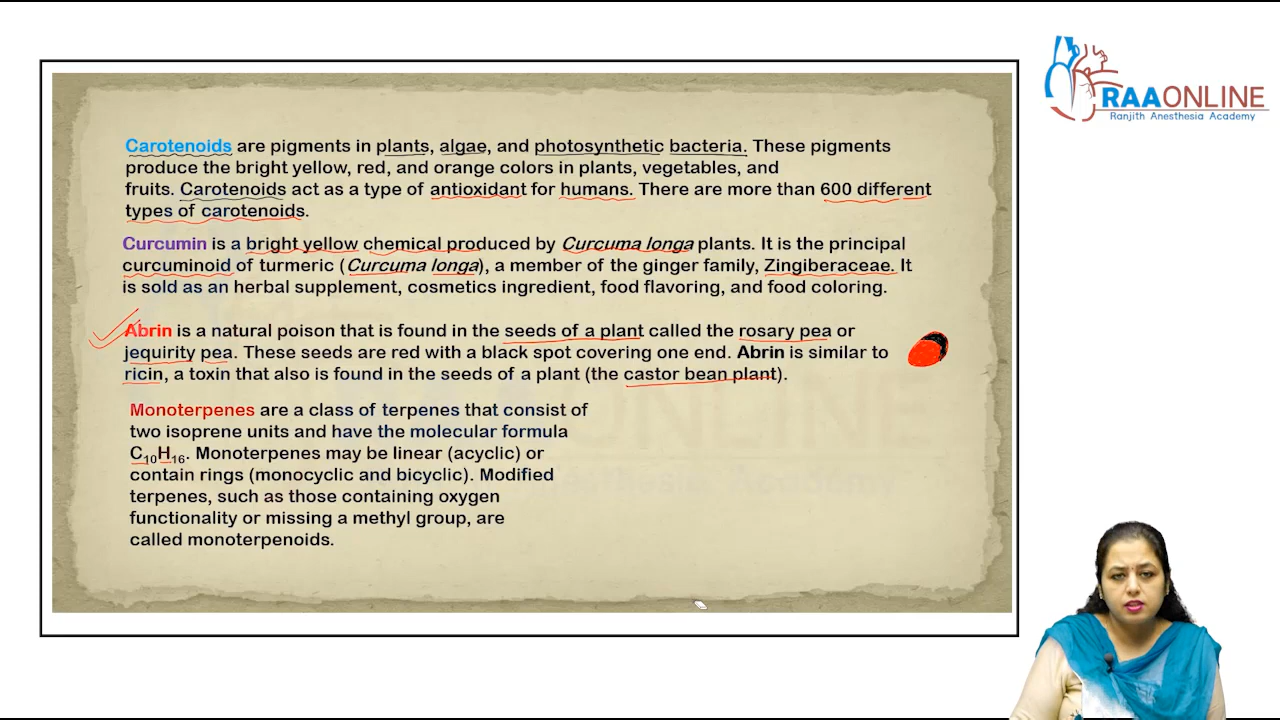 RAAONLINE
Ranjith Anesthesia Academy
Carotenoids are pigments in plants, algae, and photosynthetic bacteria. These pigments
produce the bright yellow, red, and orange colors in plants, vegetables, and
fruits. Carotenoids act as a type of antioxidant for humans. There are more than 600 different
types of carotenoids.
Curcumin is a bright yellow chemical produced by Curcuma longa plants. It is the principal
curcuminoid of turmeric (Curcuma longa), a member of the ginger family, Zingiberaceae. It
is sold as an herbal supplement, cosmetics ingredient, food flavoring, and food coloring.
Abrin is a natural poison that is found in the seeds of a plant called the rosary pea or
jequirity pea. These seeds are red with a black spot covering one end. Abrin is similar to
ricin, a toxin that also is found in the seeds of a plant (the castor bean plant).
Monoterpenes are a class of terpenes that consist of
two isoprene units and have the molecular formula
C₁₀H₁₆. Monoterpenes may be linear (acyclic) or
contain rings (monocyclic and bicyclic). Modified
terpenes, such as those containing oxygen
functionality or missing a methyl group, are
called monoterpenoids.